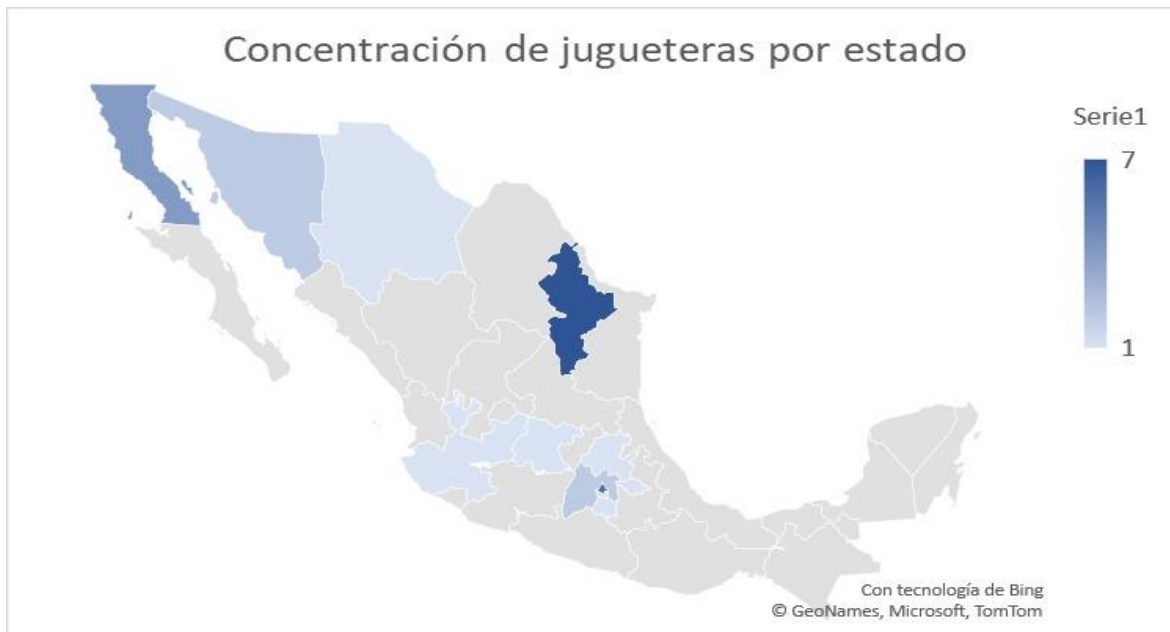 Concentración de jugueteras por estado
Serie1
7
1
Con tecnología de Bing
© GeoNames, Microsoft, TomTom